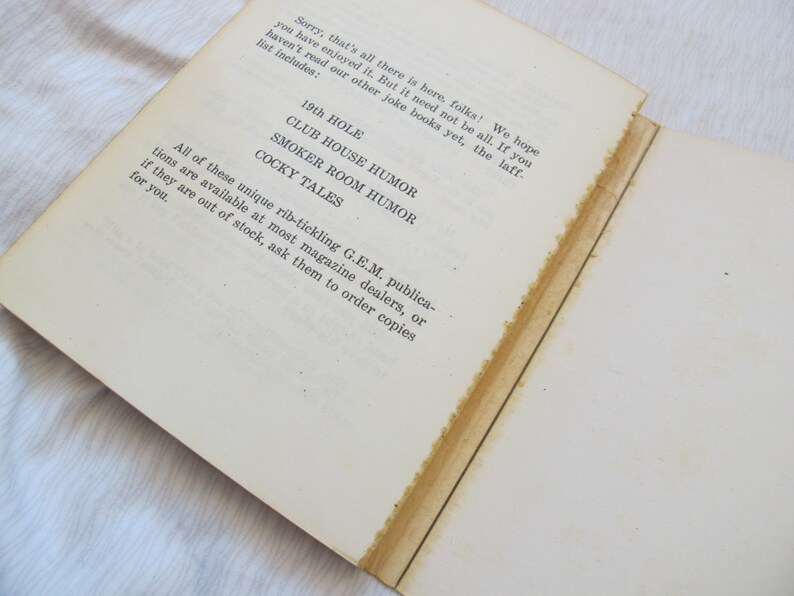 Sorry, that's all there is here, folks! We hope
you have enjoyed it. But it need not be all. If you
haven't read our other joke books yet, the laff-
list includes:
19th HOLE
CLUB HOUSE HUMOR
SMOKER ROOM HUMOR
COCKY TALES
All of these unique rib-tickling G.E.M. publica-
tions are available at most magazine dealers, or
if they are out of stock, ask them to order copies
for you.